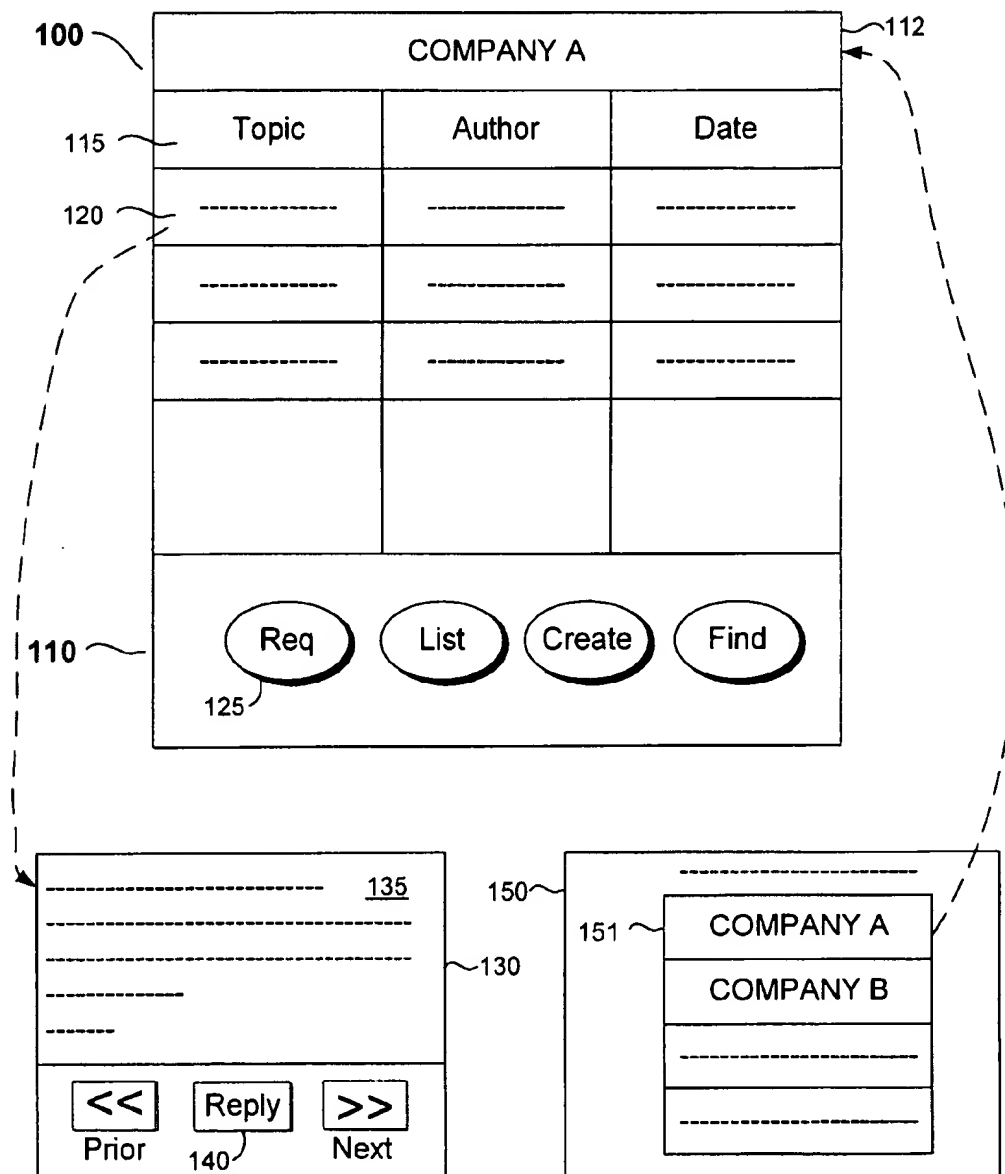 100
112
COMPANY A
115
Topic Author Date
120
110
Req List Create Find
125
135
130
<< Reply >>
Prior Next
140
150
151
COMPANY A
COMPANY B